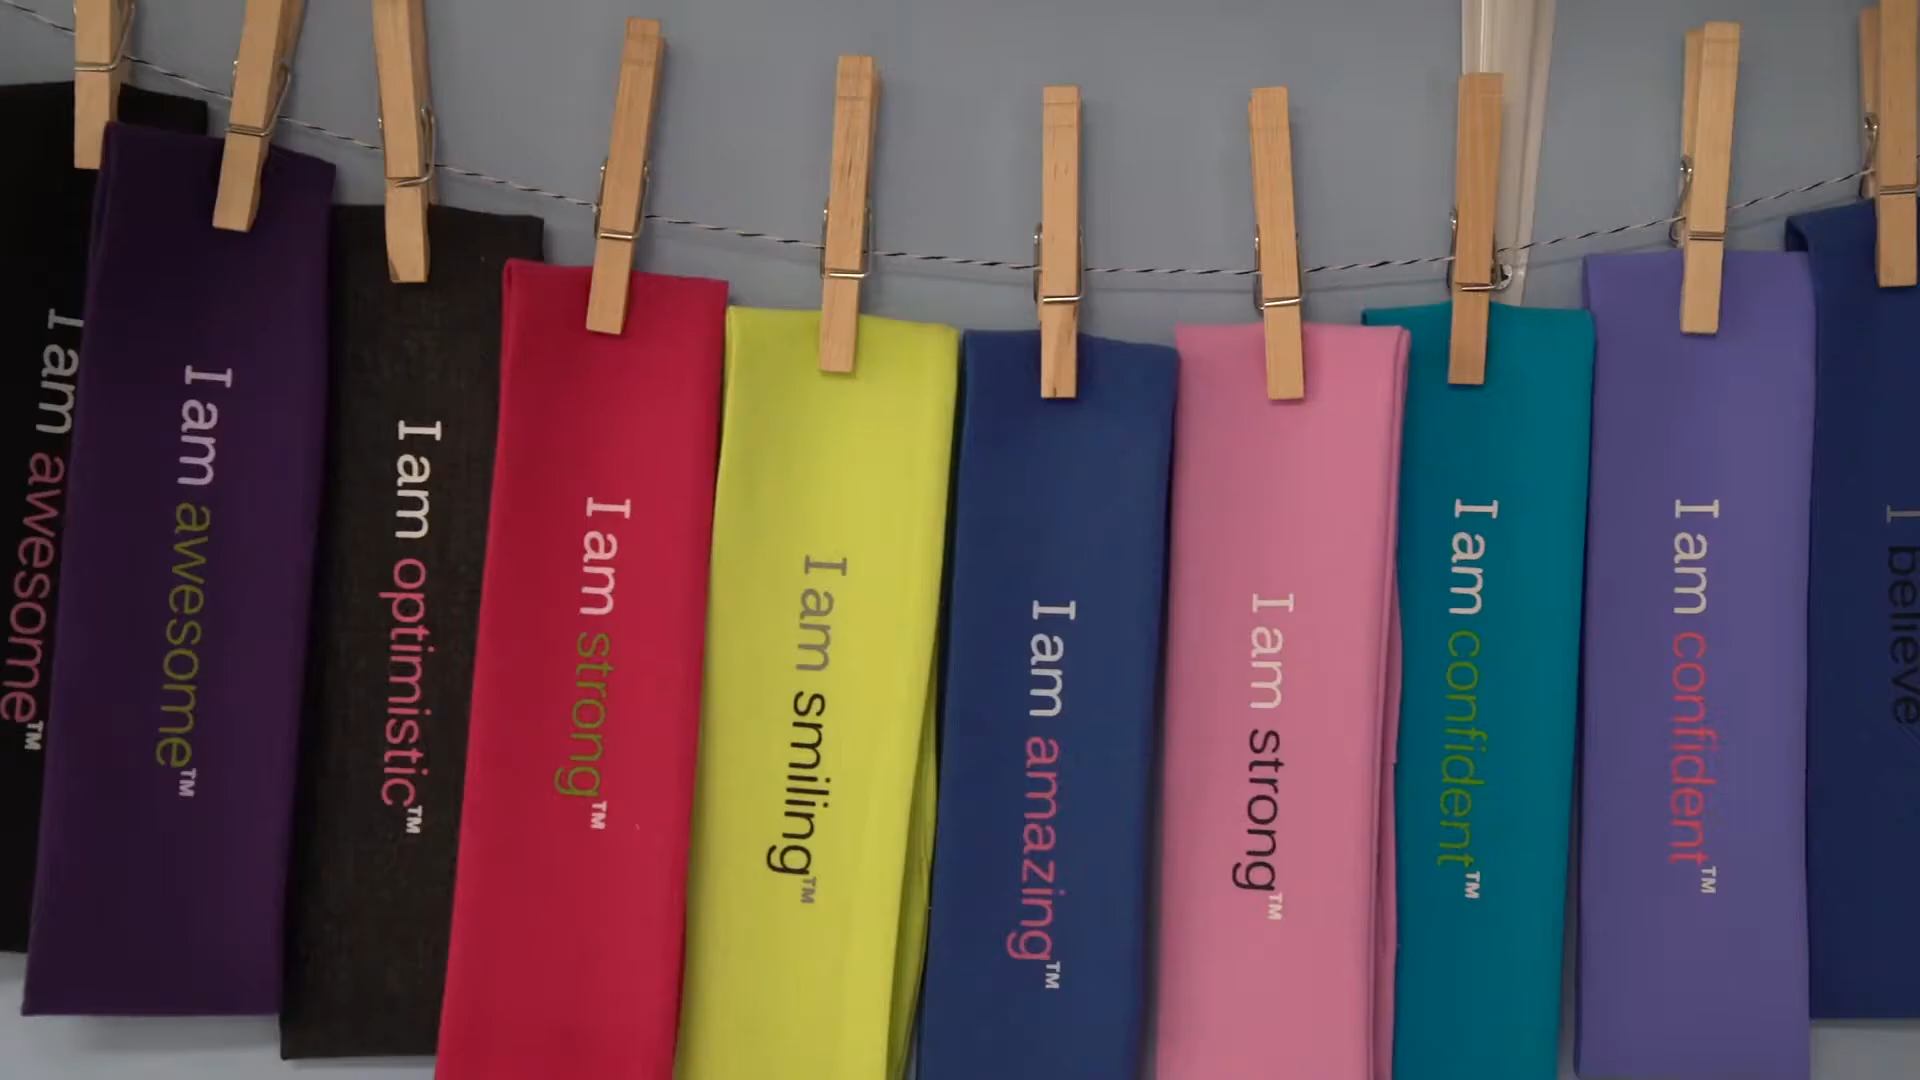 I am awesome™
I am awesome™
I am optimistic™
I am strong™
I am smiling™
I am amazing™
I am strong™
I am confident™
I am confident™
I believe